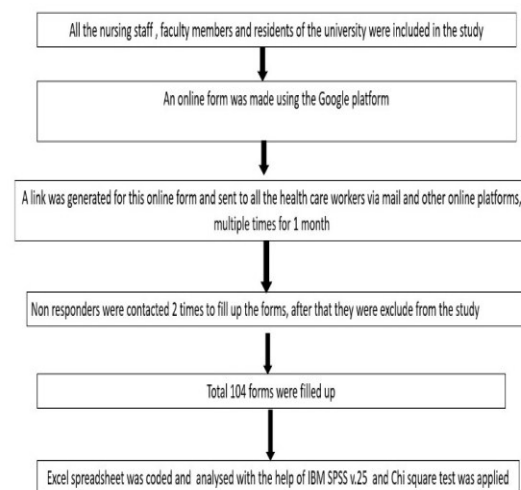 All the nursing staff , faculty members and residents of the university were included in the study
An online form was made using the Google platform
A link was generated for this online form and sent to all the health care workers via mail and other online platforms,
multiple times for 1 month
Non responders were contacted 2 times to fill up the forms, after that they were exclude from the study
Total 104 forms were filled up
Excel spreadsheet was coded and analysed with the help of IBM SPSS v.25 and Chi square test was applied